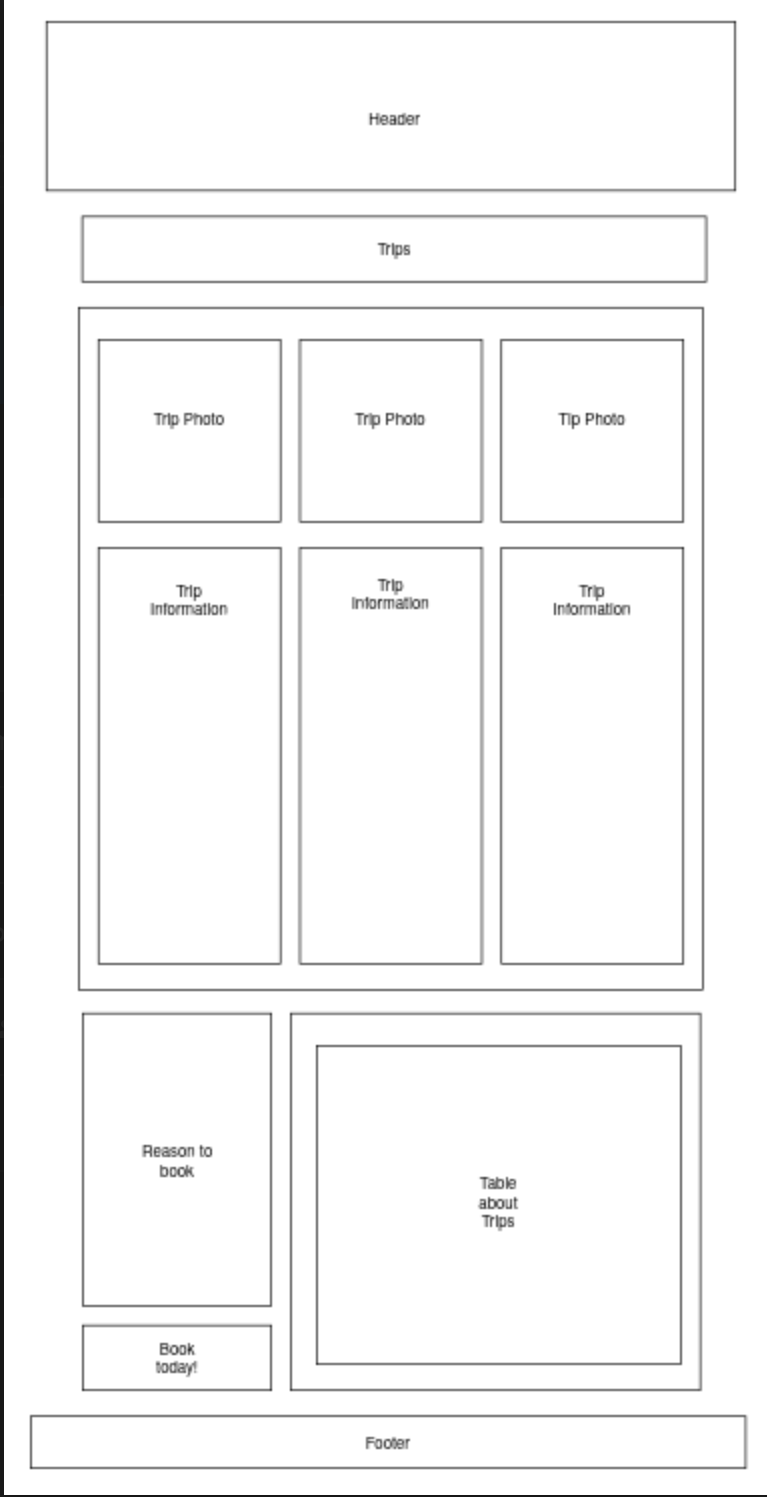 Header
Trips
Trip Photo
Trip Photo
Tip Photo
Trip
Information
Trip
Information
Trip
Information
Reason to
book
Table
about
Trips
Book
today!
Footer